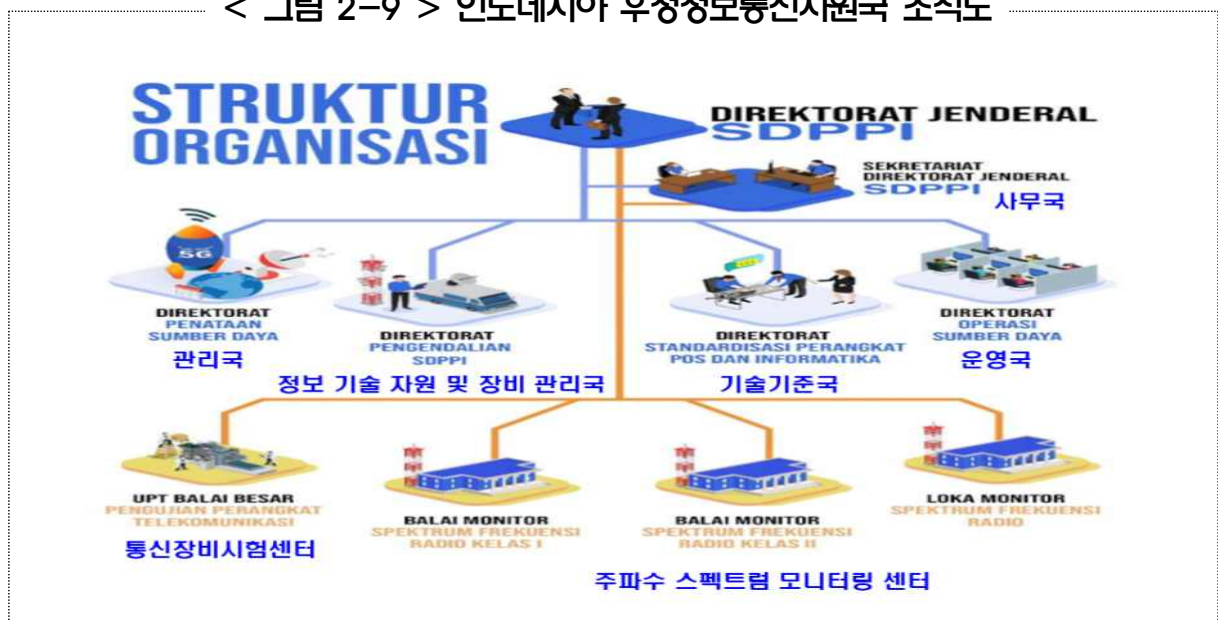 < 그림 2-9 > 인도네시아 우정정보통신자원국 조직도
STRUKTUR
ORGANISASI
DIREKTORAT JENDERAL
SDPPI
SEKRETARIAT
DIREKTORAT JENDERAL
SDPPI
사무국
5G
DIREKTORAT
PENATAAN
SUMBER DAYA
관리국
DIREKTORAT
PENGENDALIAN
SDPPI
정보 기술 자원 및 장비 관리국
DIREKTORAT
STANDARDISASI PERANGKAT
POS DAN INFORMATIKA
기술기준국
DIREKTORAT
OPERASI
SUMBER DAYA
운영국
UPT BALAI BESAR
PENGUJIAN PERANGKAT
TELEKOMUNIKASI
통신장비시험센터
BALAI MONITOR
SPEKTRUM FREKUENSI
RADIO KELAS I
BALAI MONITOR
SPEKTRUM FREKUENSI
RADIO KELAS II
LOKA MONITOR
SPEKTRUM FREKUENSI
RADIO
주파수 스펙트럼 모니터링 센터